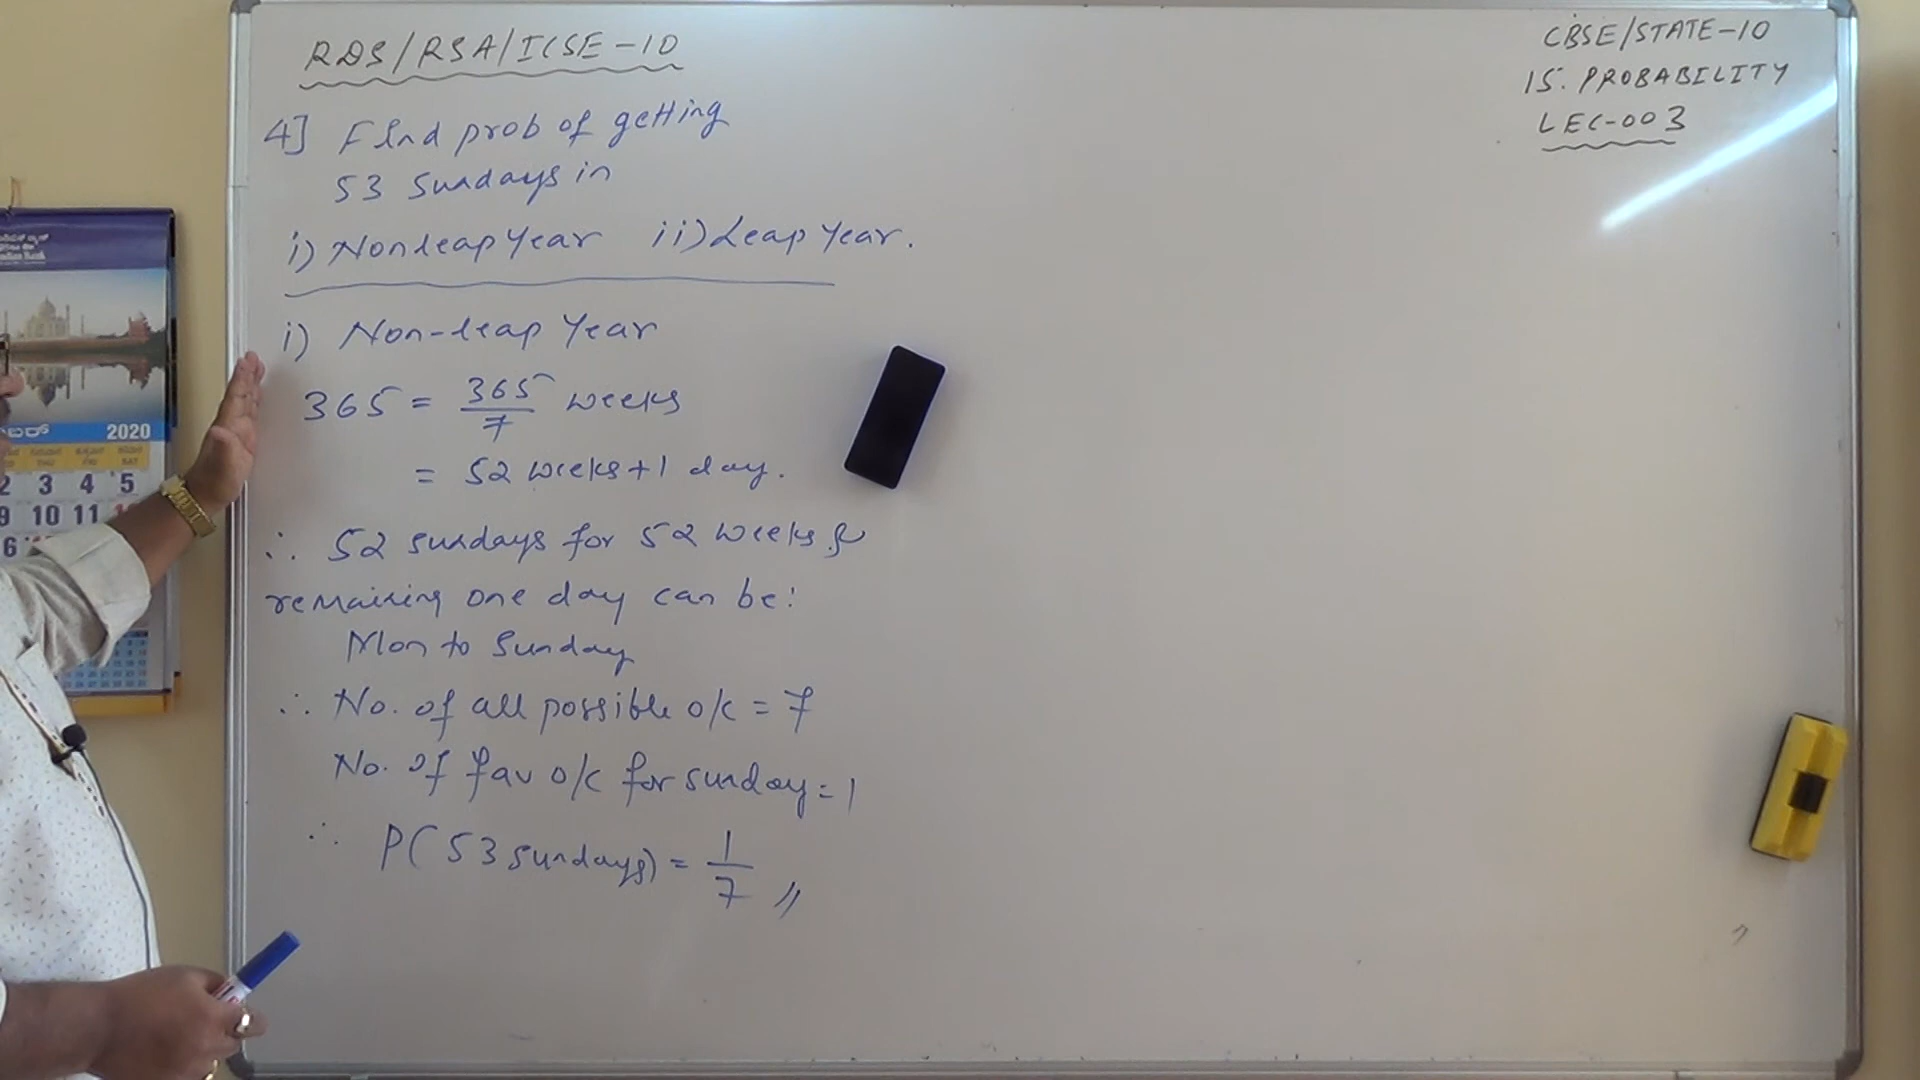 RDS/RSA/ICSE-10
CBSE/STATE-10
15. PROBABILITY
LEC-003
4] Find prob of getting
53 Sundays in
i) Nonleap Year ii) Leap Year.
i) Non-leap Year
365 = 365/7 weeks
= 52 weeks + 1 day.
∴ 52 sundays for 52 weeks &
remaining one day can be:
Mon to Sunday
∴ No. of all possible o/c = 7
No. of fav o/c for sunday = 1
∴ P(53 sundays) = 1/7 //
2020
3 4 5
9 10 11
6